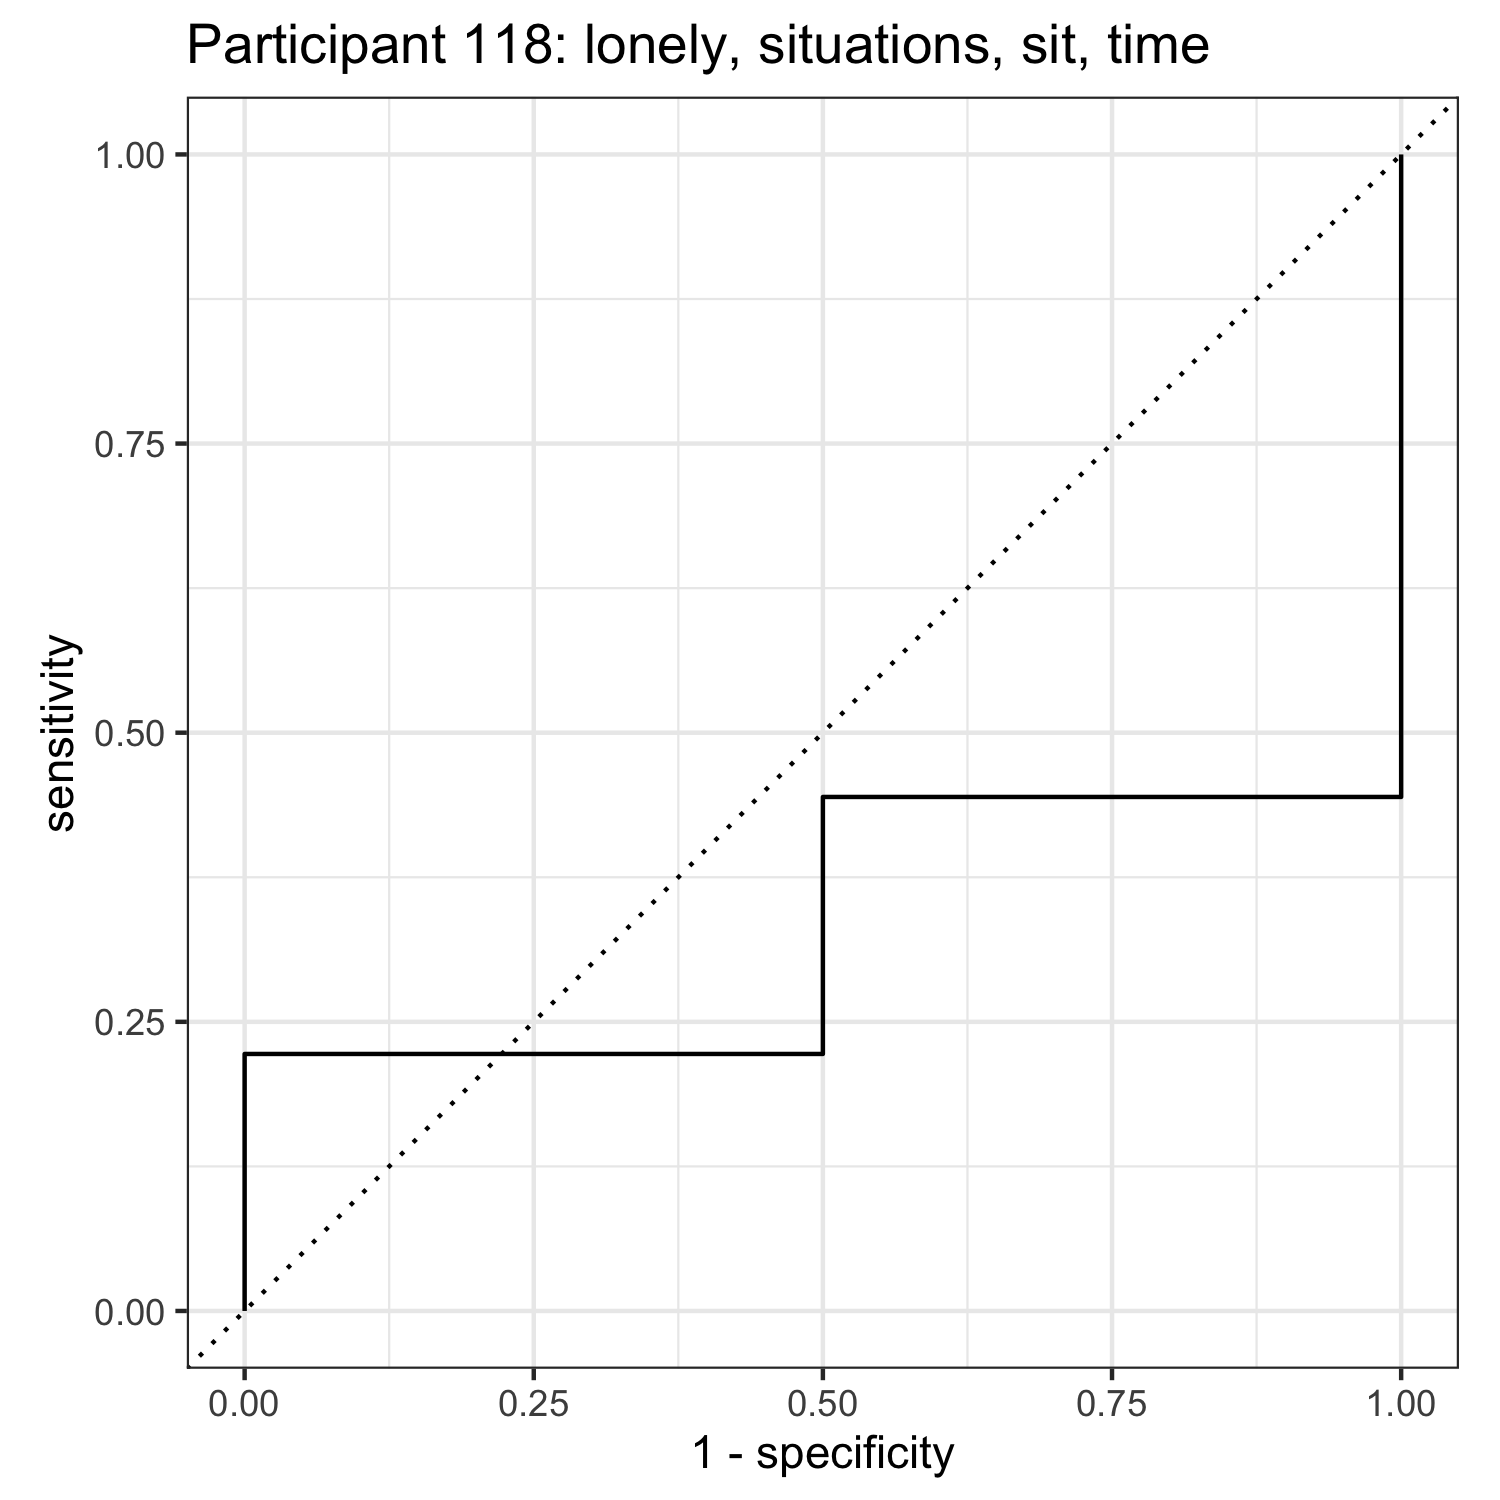 Participant 118: lonely, situations, sit, time
1.00
0.75
0.50
0.25
0.00
sensitivity
0.00 0.25 0.50 0.75 1.00
1 - specificity